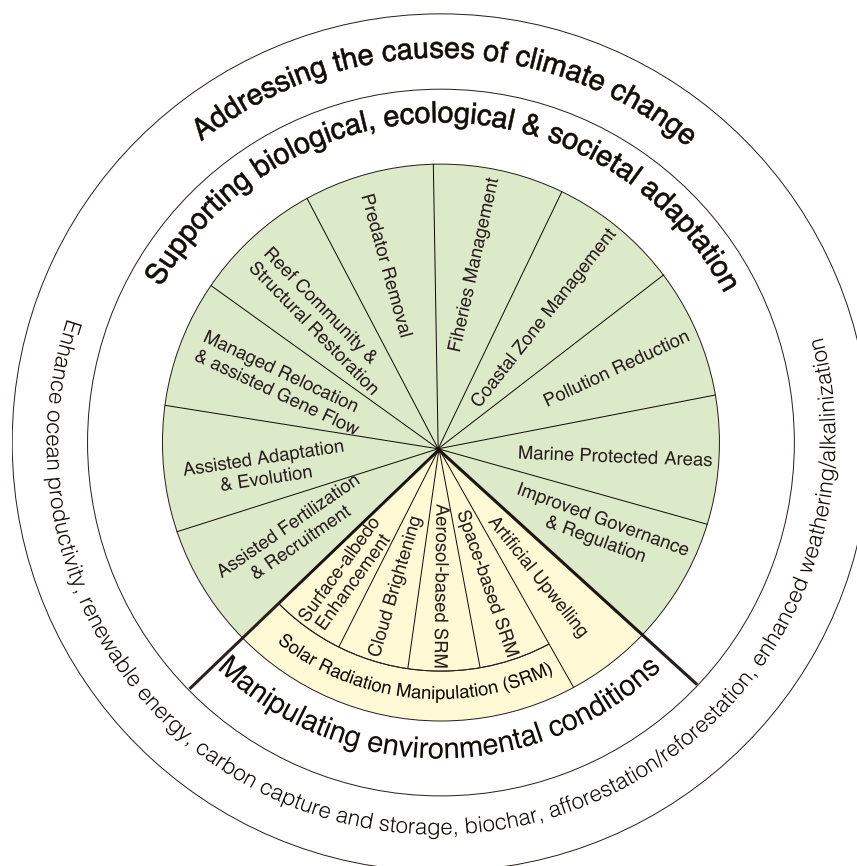 Addressing the causes of climate change
Supporting biological, ecological & societal adaptation
Predator Removal
Fiheries Management
Reef Community &
Structural Restoration
Coastal Zone Management
Managed Relocation
& assisted Gene Flow
Pollution Reduction
Assisted Adaptation
& Evolution
Marine Protected Areas
Assisted Fertilization
& Recruitment
Improved Governance
& Regulation
Surface-albedo
Enhancement
Cloud Brightening
Aerosol-based SRM
Space-based SRM
Artificial Upwelling
Solar Radiation Manipulation (SRM)
Manipulating environmental conditions
Enhance ocean productivity, renewable energy, carbon capture and storage, biochar, afforestation/reforestation, enhanced weathering/alkalinization